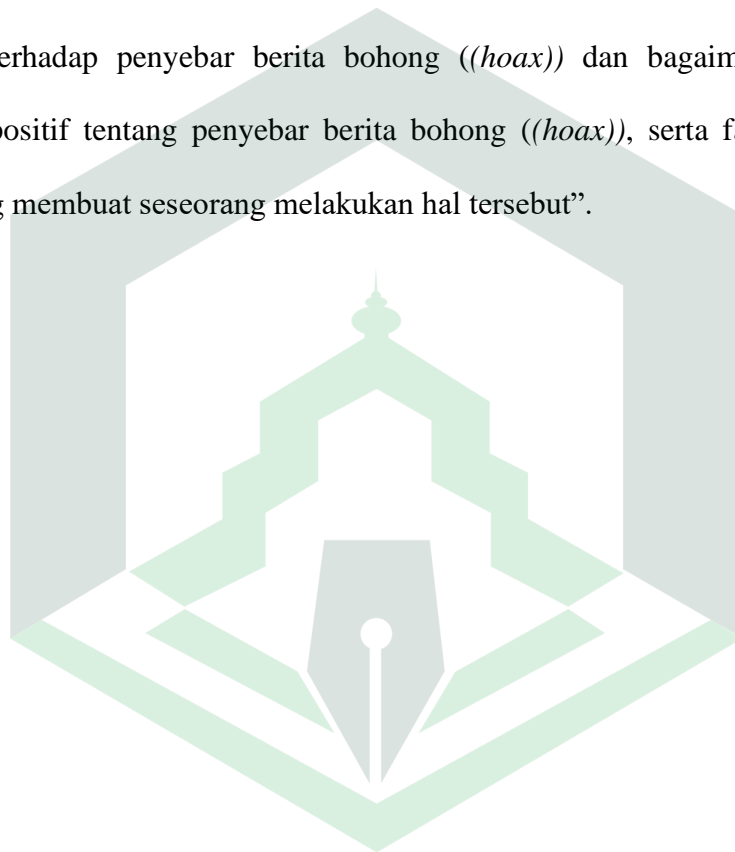 erhadap penyebar berita bohong ((hoax)) dan bagaim
positif tentang penyebar berita bohong ((hoax)), serta fa
g membuat seseorang melakukan hal tersebut”.